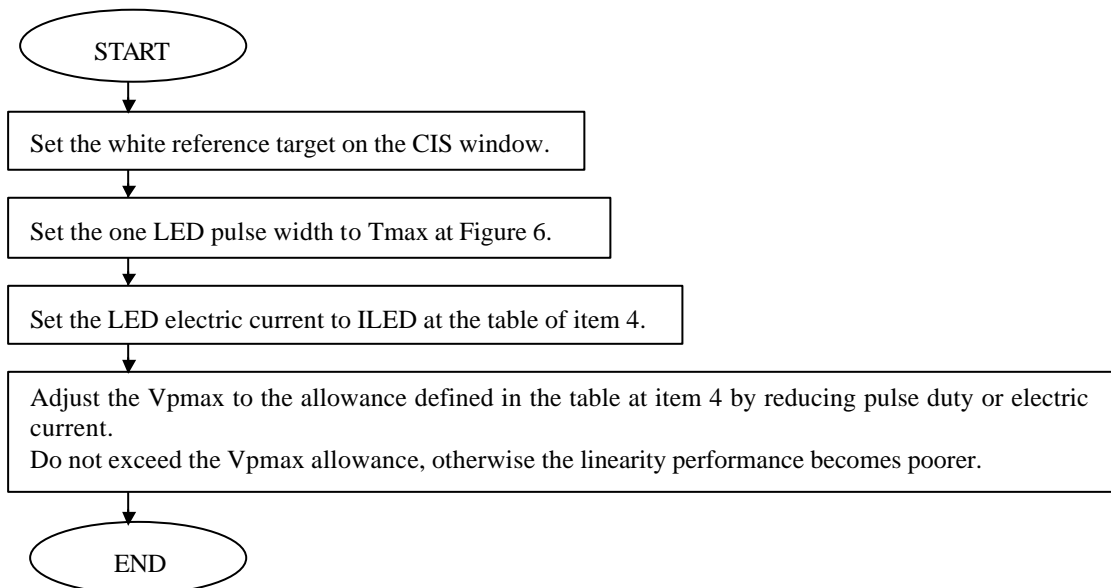 START
Set the white reference target on the CIS window.
Set the one LED pulse width to Tmax at Figure 6.
Set the LED electric current to ILED at the table of item 4.
Adjust the Vpmax to the allowance defined in the table at item 4 by reducing pulse duty or electric
current.
Do not exceed the Vpmax allowance, otherwise the linearity performance becomes poorer.
END